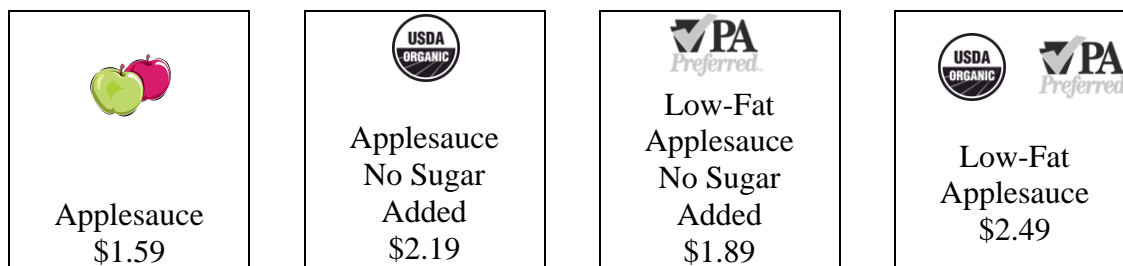 Applesauce
$1.59
USDA
ORGANIC
Applesauce
No Sugar
Added
$2.19
PA
Preferred
Low-Fat
Applesauce
No Sugar
Added
$1.89
USDA
ORGANIC
PA
Preferred
Low-Fat
Applesauce
$2.49